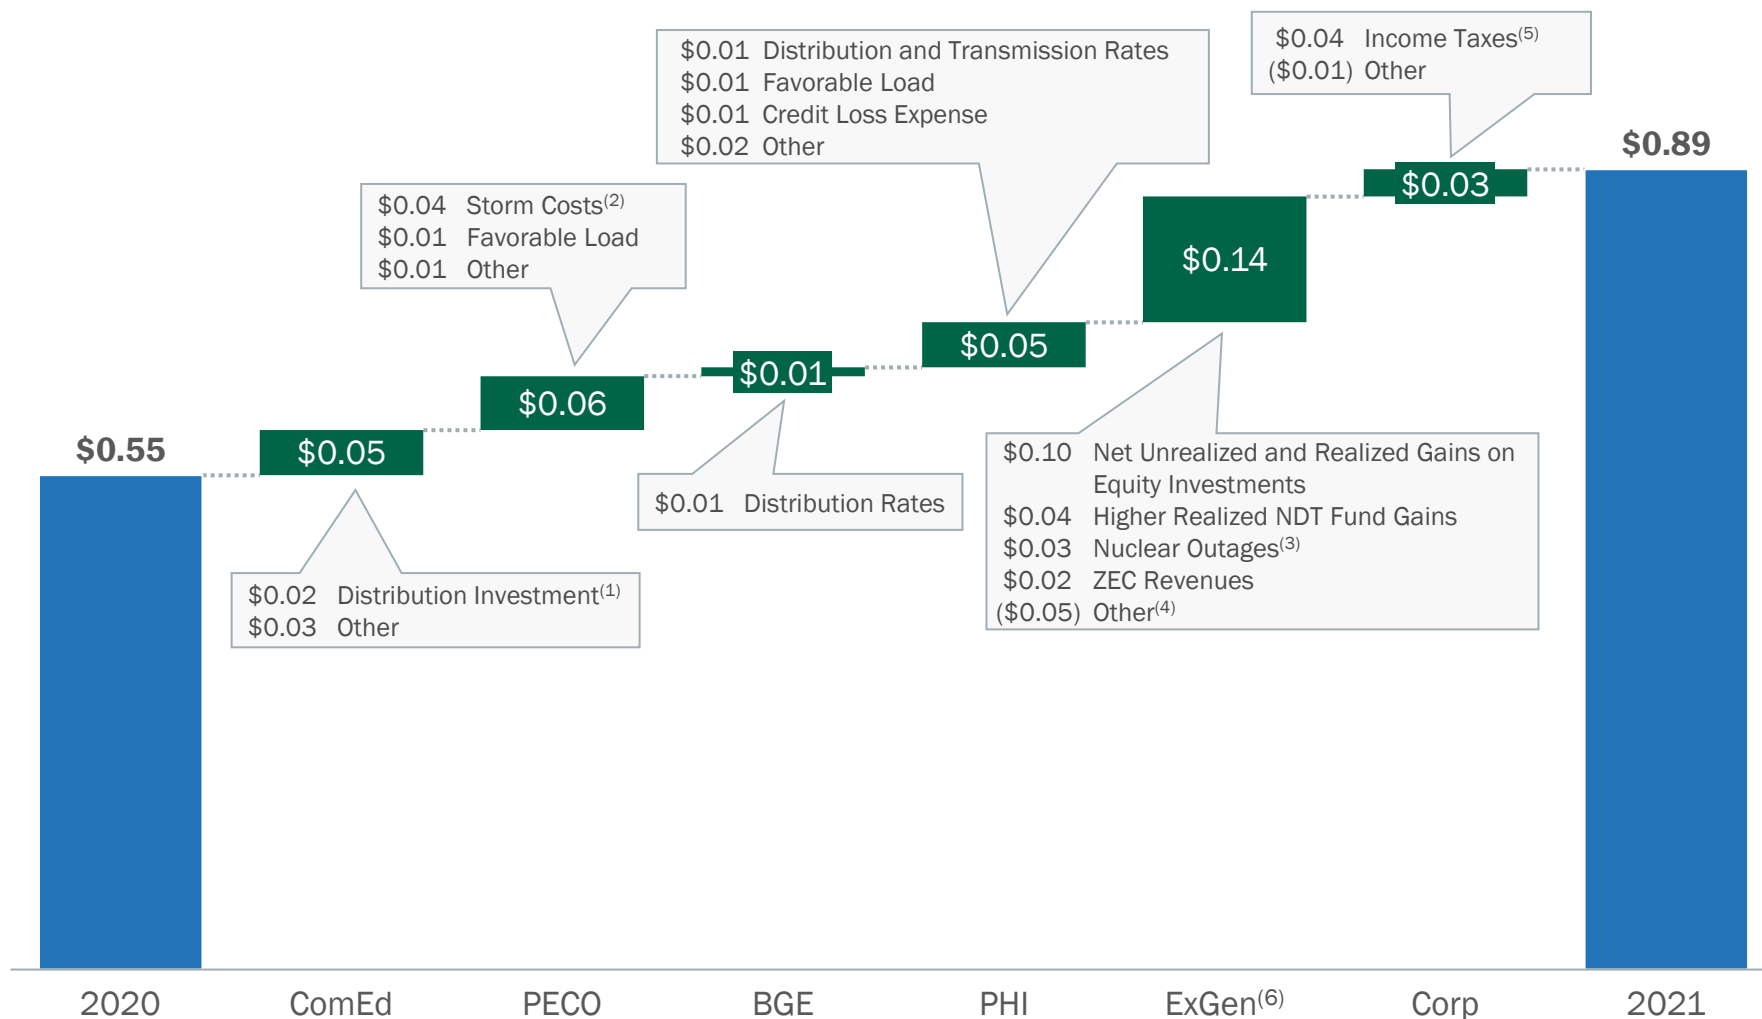 $0.04 Income Taxes(5)
($0.01) Other
$0.01 Distribution and Transmission Rates
$0.01 Favorable Load
$0.01 Credit Loss Expense
$0.02 Other
$0.89
$0.03
$0.04 Storm Costs(2)
$0.01 Favorable Load
$0.01 Other
$0.14
$0.05
$0.01
$0.06
$0.55
$0.05
$0.01 Distribution Rates
$0.10 Net Unrealized and Realized Gains on
Equity Investments
$0.04 Higher Realized NDT Fund Gains
$0.03 Nuclear Outages(3)
$0.02 ZEC Revenues
($0.05) Other(4)
$0.02 Distribution Investment(1)
$0.03 Other
2020 ComEd PECO BGE PHI ExGen(6) Corp 2021